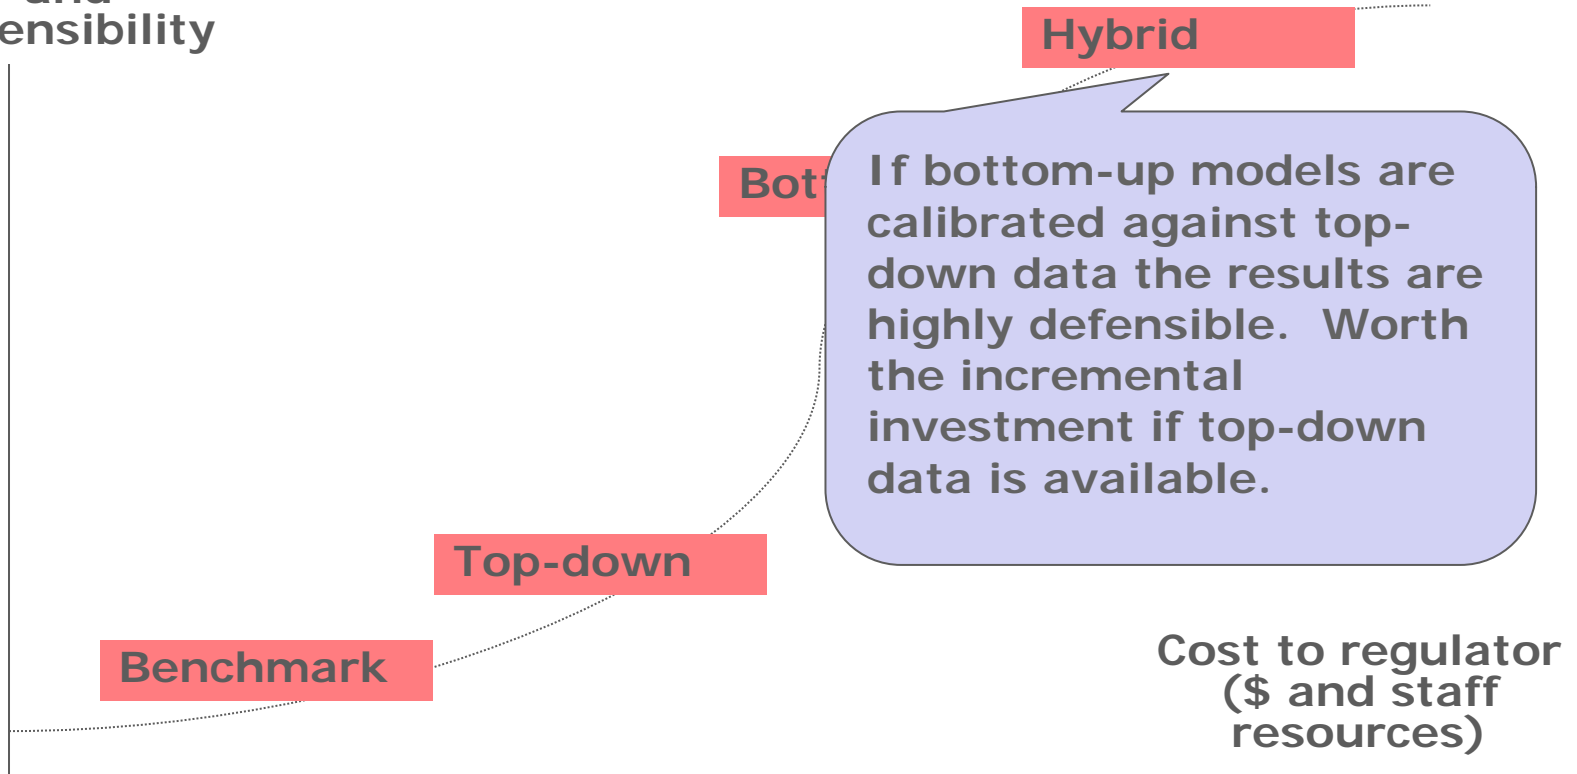 ensibility
Hybrid
Bot
If bottom-up models are
calibrated against top-
down data the results are
highly defensible. Worth
the incremental
investment if top-down
data is available.
Top-down
Benchmark
Cost to regulator
($ and staff
resources)